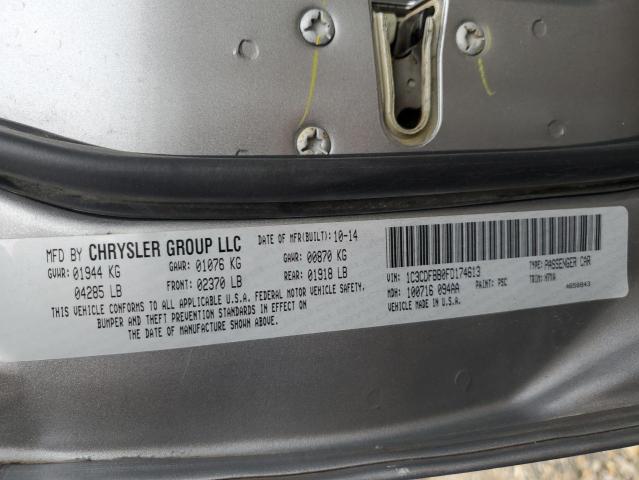 MFD BY CHRYSLER GROUP LLC DATE OF MFR(BUILT): 10-14
GVWR: 01944 KG GAWR: 01076 KG GAWR: 00870 KG
04285 LB FRONT: 02370 LB REAR: 01918 LB
THIS VEHICLE CONFORMS TO ALL APPLICABLE U.S.A. FEDERAL MOTOR VEHICLE SAFETY,
BUMPER AND THEFT PREVENTION STANDARDS IN EFFECT ON
THE DATE OF MANUFACTURE SHOWN ABOVE.
VIN: 1C3CDFBB0FD174613 TYPE: PASSENGER CAR
MDH: 100716 094AA PAINT: PSC TRIM:
VEHICLE MADE IN U.S.A. 4658843